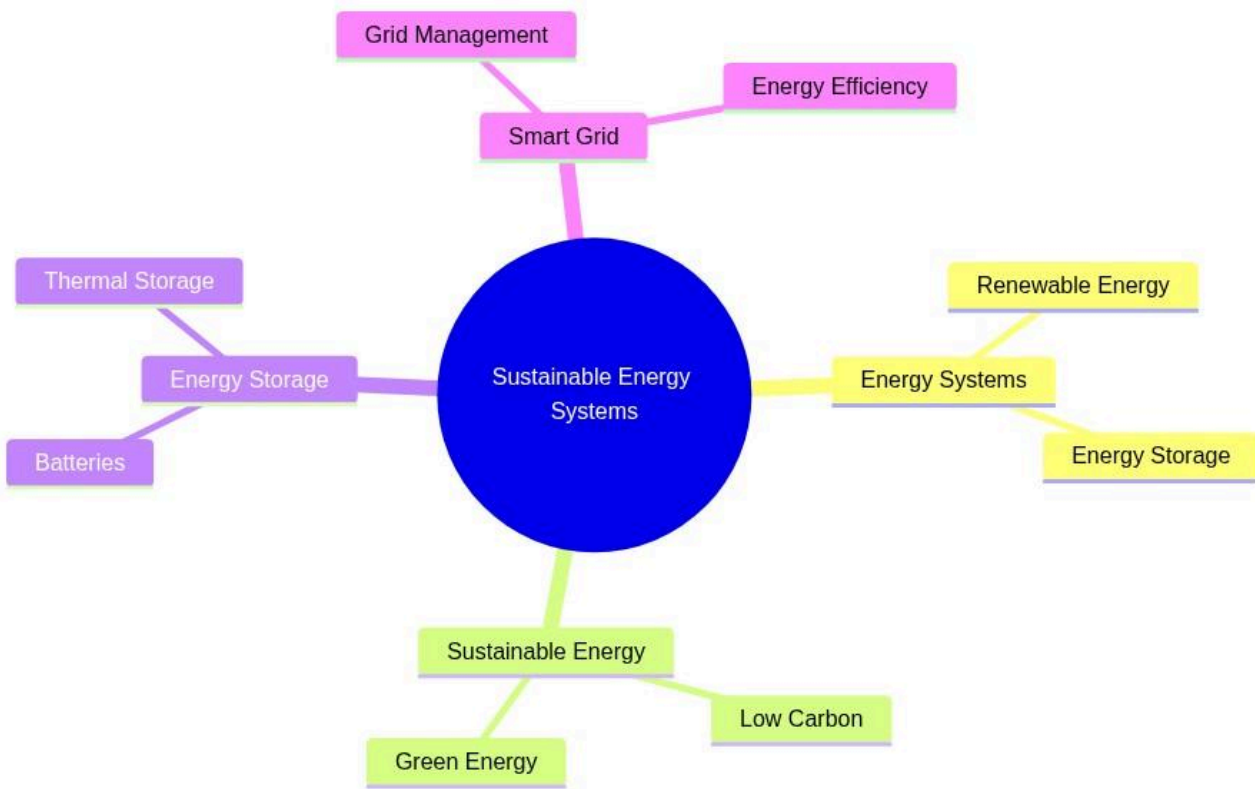 Grid Management
Energy Efficiency
Smart Grid
Thermal Storage
Renewable Energy
Energy Storage
Sustainable Energy
Systems
Energy Systems
Batteries
Energy Storage
Sustainable Energy
Low Carbon
Green Energy